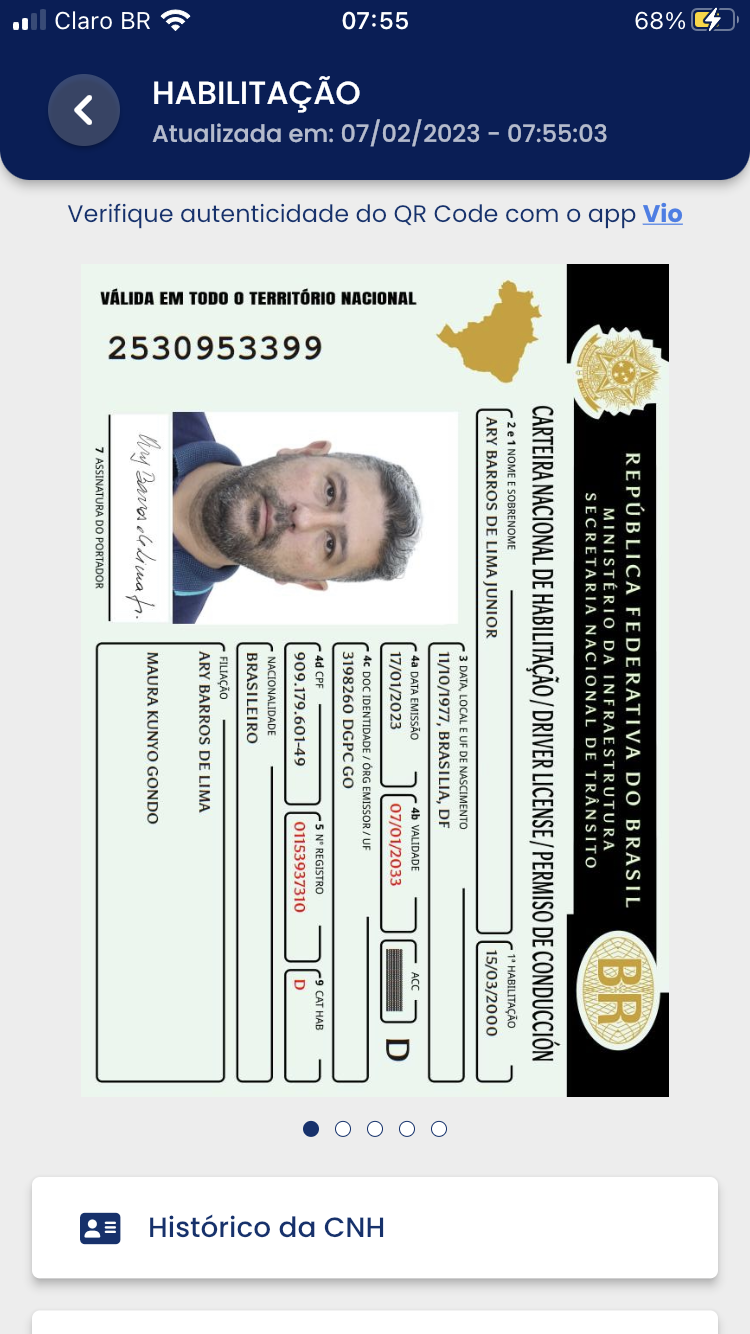 Claro BR
07:55
68%
HABILITAÇÃO
Atualizada em: 07/02/2023 - 07:55:03
Verifique autenticidade do QR Code com o app Vio
REPÚBLICA FEDERATIVA DO BRASIL
MINISTÉRIO DA INFRAESTRUTURA
SECRETARIA NACIONAL DE TRÂNSITO
BR
CARTEIRA NACIONAL DE HABILITAÇÃO / DRIVER LICENSE / PERMISO DE CONDUCCIÓN
2 e 1 NOME E SOBRENOME
ARY BARROS DE LIMA JUNIOR
1ª HABILITAÇÃO
15/03/2000
3 DATA, LOCAL E UF DE NASCIMENTO
11/10/1977, BRASILIA, DF
4a DATA EMISSÃO
17/01/2023
4b VALIDADE
07/01/2033
ACC
D
4c DOC IDENTIDADE / ÓRG EMISSOR / UF
3198260 DGPC GO
4d CPF
909.179.601-49
5 Nº REGISTRO
01153937310
9 CAT HAB
D
NACIONALIDADE
BRASILEIRO
FILIAÇÃO
ARY BARROS DE LIMA
MAURA KUNYO GONDO
Ary Barros de Lima Jr.
7 ASSINATURA DO PORTADOR
VÁLIDA EM TODO O TERRITÓRIO NACIONAL
2530953399
Histórico da CNH